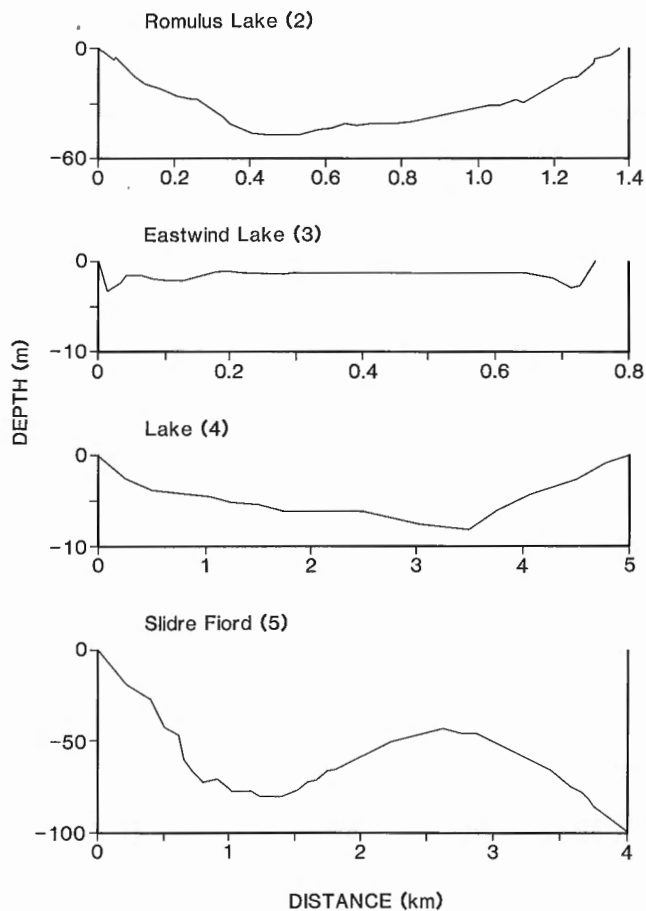 Romulus Lake (2)
0
-60
0 0.2 0.4 0.6 0.8 1.0 1.2 1.4
Eastwind Lake (3)
0
-10
0 0.2 0.4 0.6 0.8
DEPTH (m)
Lake (4)
0
-10
0 1 2 3 4 5
Slidre Fiord (5)
0
-50
-100
0 1 2 3 4
DISTANCE (km)